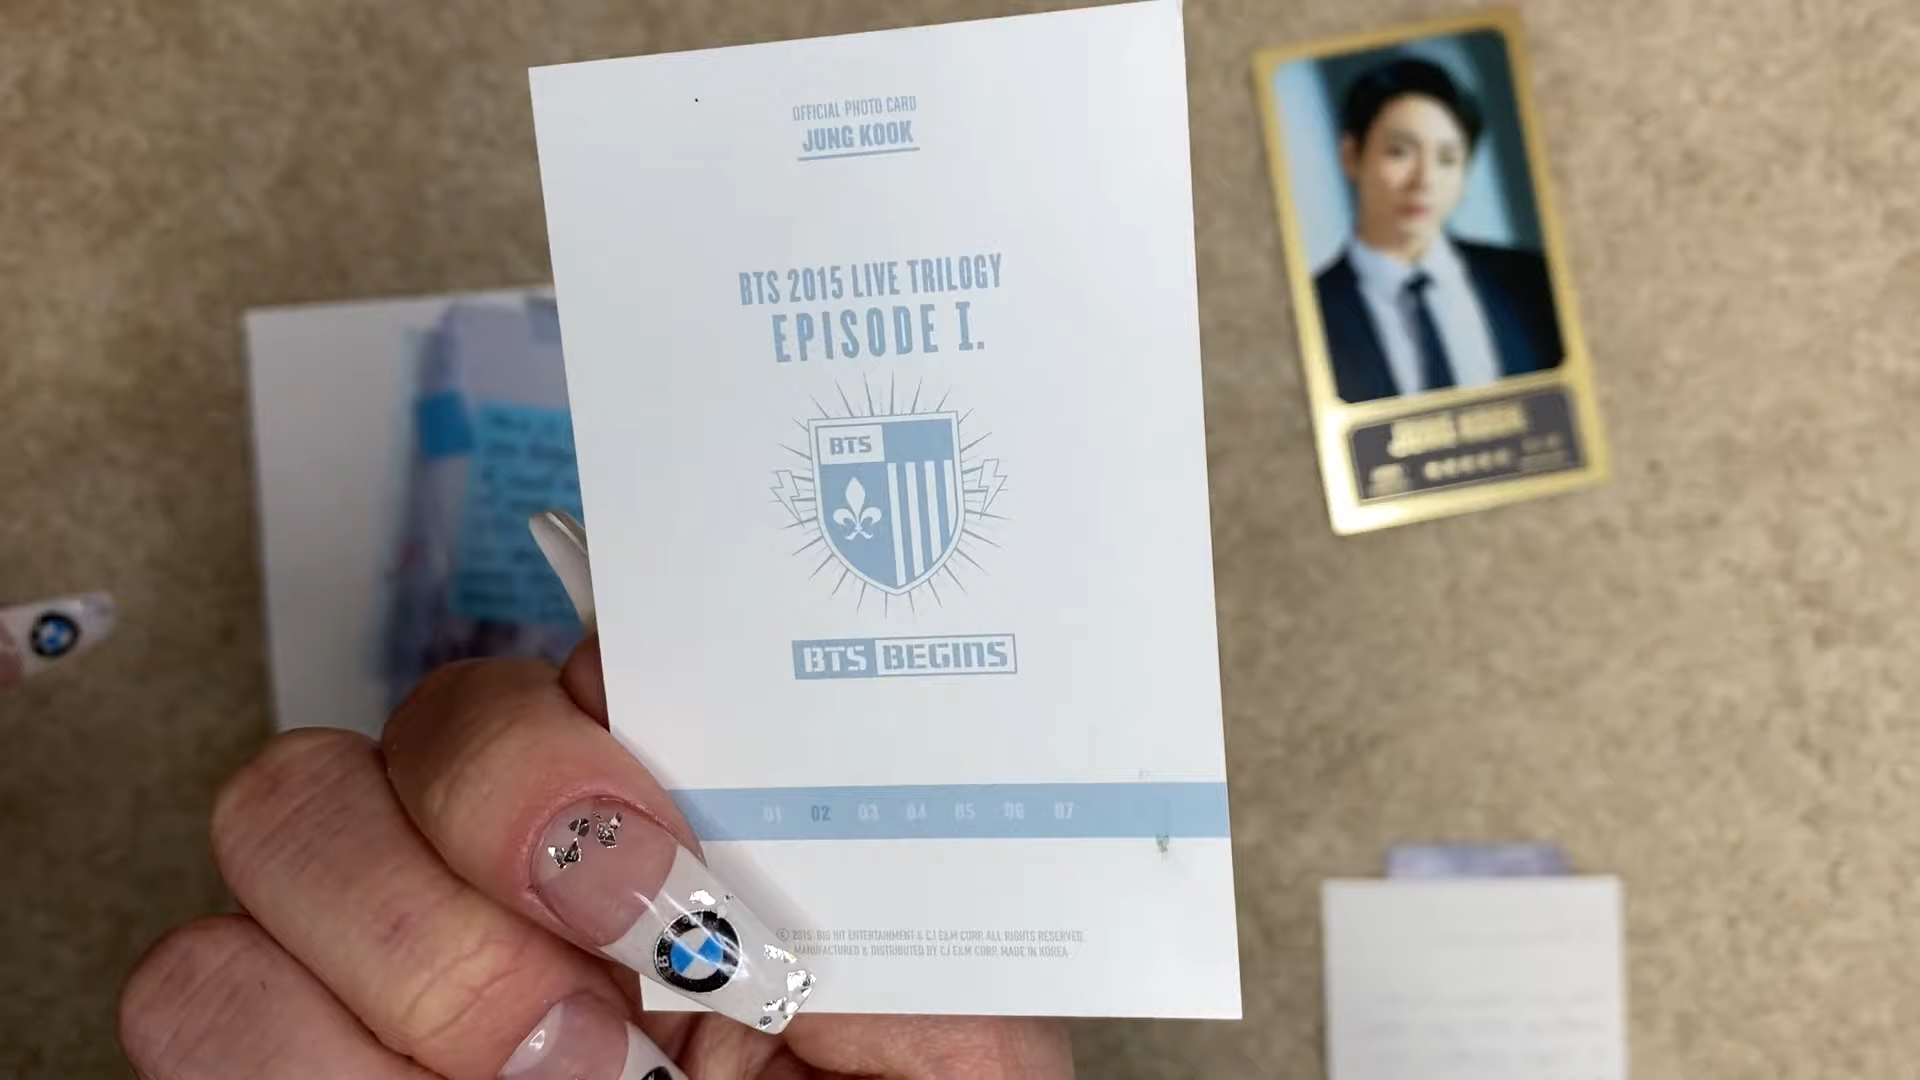 OFFICIAL PHOTO CARD
JUNG KOOK
BTS 2015 LIVE TRILOGY
EPISODE I.
BTS
BTS BEGINS
01 02 03 04 05 06 07
© 2015. BIG HIT ENTERTAINMENT & CJ E&M CORP. ALL RIGHTS RESERVED.
MANUFACTURED & DISTRIBUTED BY CJ E&M CORP. MADE IN KOREA
JUNG KOOK